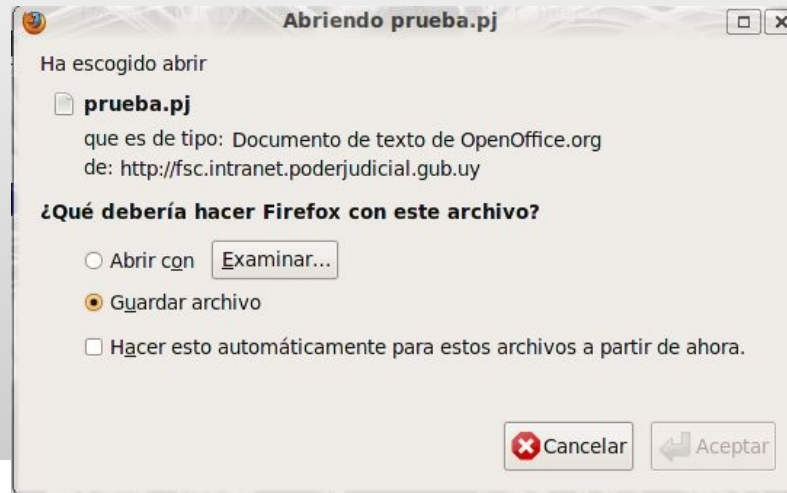 Abriendo prueba.pj
Ha escogido abrir
prueba.pj
que es de tipo: Documento de texto de OpenOffice.org
de: http://fsc.intranet.poderjudicial.gub.uy
¿Qué debería hacer Firefox con este archivo?
Abrir con Examinar...
Guardar archivo
Hacer esto automáticamente para estos archivos a partir de ahora.
Cancelar Aceptar